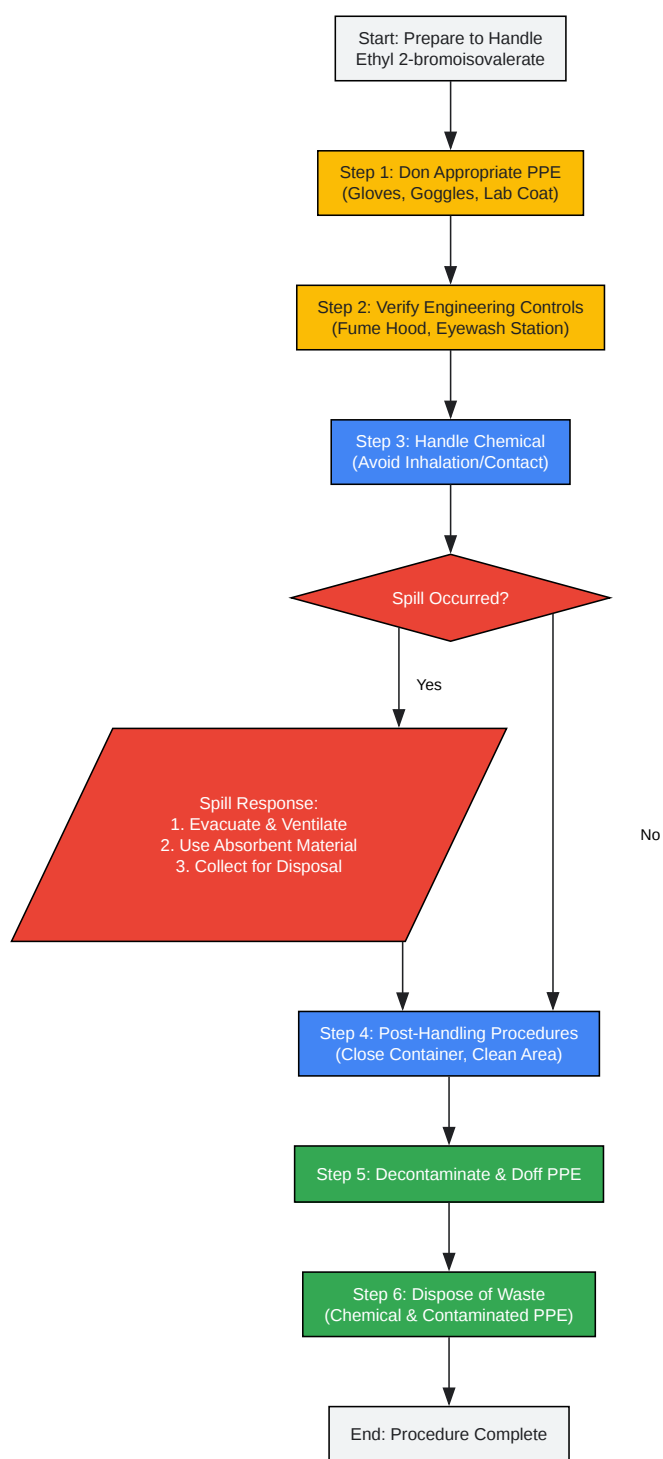 Start: Prepare to Handle
Ethyl 2-bromoisovalerate
Step 1: Don Appropriate PPE
(Gloves, Goggles, Lab Coat)
Step 2: Verify Engineering Controls
(Fume Hood, Eyewash Station)
Step 3: Handle Chemical
(Avoid Inhalation/Contact)
Spill Occurred?
Yes
Spill Response:
1. Evacuate & Ventilate
2. Use Absorbent Material
3. Collect for Disposal
No
Step 4: Post-Handling Procedures
(Close Container, Clean Area)
Step 5: Decontaminate & Doff PPE
Step 6: Dispose of Waste
(Chemical & Contaminated PPE)
End: Procedure Complete